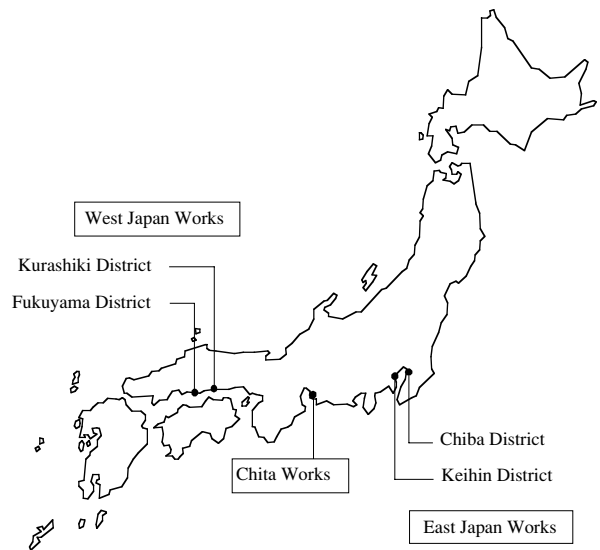 West Japan Works
Kurashiki District
Fukuyama District
Chiba District
Chita Works
Keihin District
East Japan Works